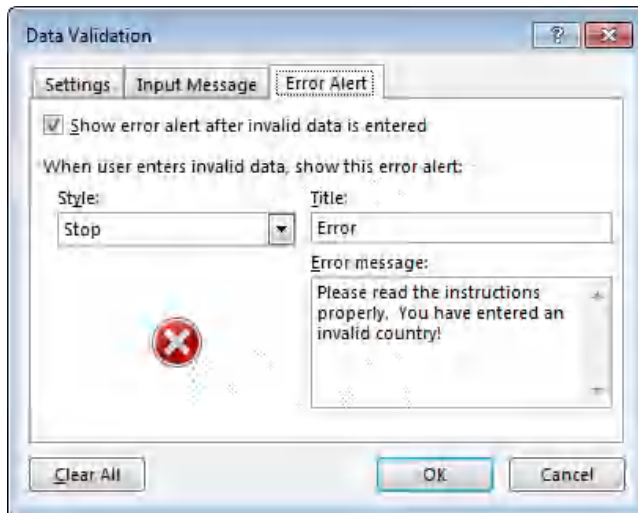 Data Validation
?
Settings
Input Message
Error Alert
Show error alert after invalid data is entered
When user enters invalid data, show this error alert:
Style:
Title:
Stop
Error
Error message:
Please read the instructions
properly.  You have entered an
invalid country!
Clear All
OK
Cancel